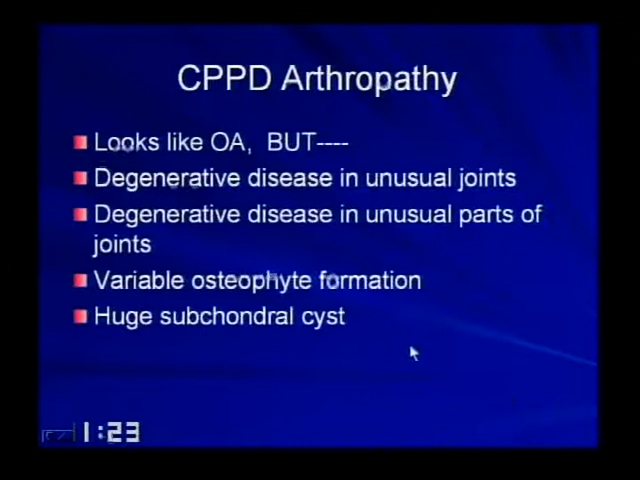 CPPD Arthropathy
Looks like OA, BUT----
Degenerative disease in unusual joints
Degenerative disease in unusual parts of
joints
Variable osteophyte formation
Huge subchondral cyst
1:23